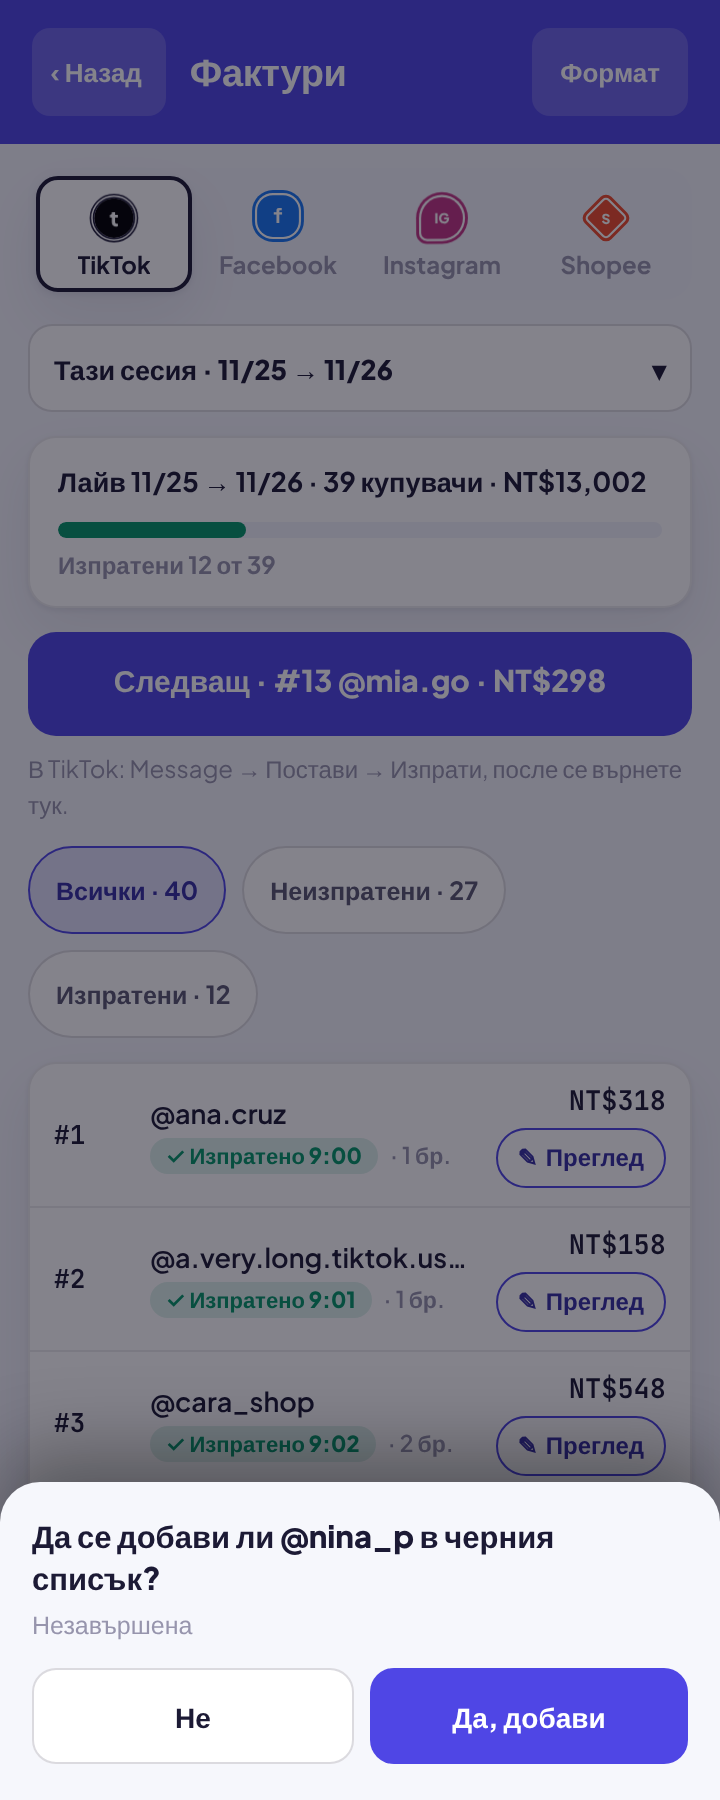 ‹ Назад
Фактури
Формат
t
f
IG
S
TikTok
Facebook
Instagram
Shopee
Тази сесия · 11/25 → 11/26 ▼
Лайв 11/25 → 11/26 · 39 купувачи · NT$13,002
Изпратени 12 от 39
Следващ · #13 @mia.go · NT$298
В TikTok: Message → Постави → Изпрати, после се върнете
тук.
Всички · 40
Неизпратени · 27
Изпратени · 12
#1
@ana.cruz
✓ Изпратено 9:00 · 1 бр.
NT$318
✎ Преглед
#2
@a.very.long.tiktok.us…
✓ Изпратено 9:01 · 1 бр.
NT$158
✎ Преглед
#3
@cara_shop
✓ Изпратено 9:02 · 2 бр.
NT$548
✎ Преглед
Да се добави ли @nina_p в черния
списък?
Незавършена
Не
Да, добави